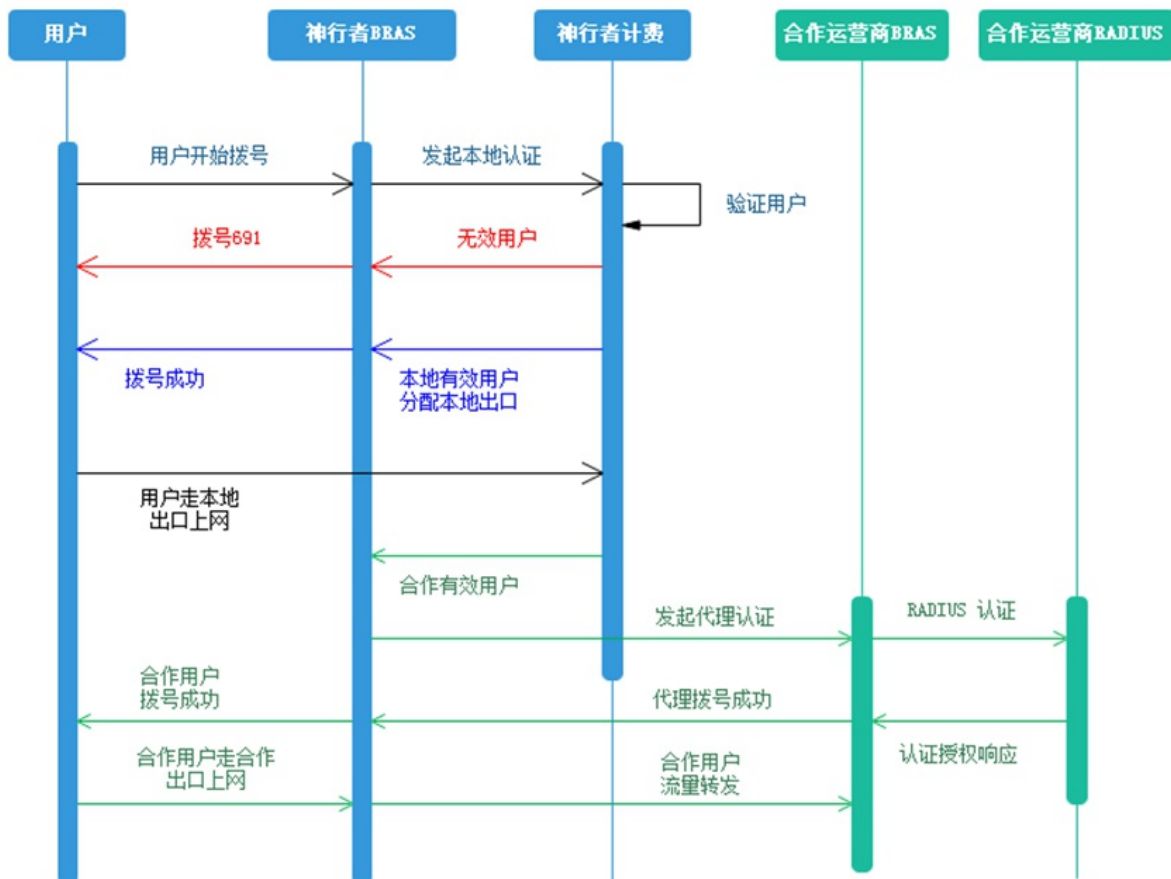 用户
神行者BRAS
神行者计费
合作运营商BRAS
合作运营商RADIUS
用户开始拨号
发起本地认证
验证用户
拨号691
无效用户
拨号成功
本地有效用户
分配本地出口
用户走本地
出口上网
合作有效用户
发起代理认证
RADIUS 认证
合作用户
拨号成功
代理拨号成功
认证授权响应
合作用户走合作
出口上网
合作用户
流量转发